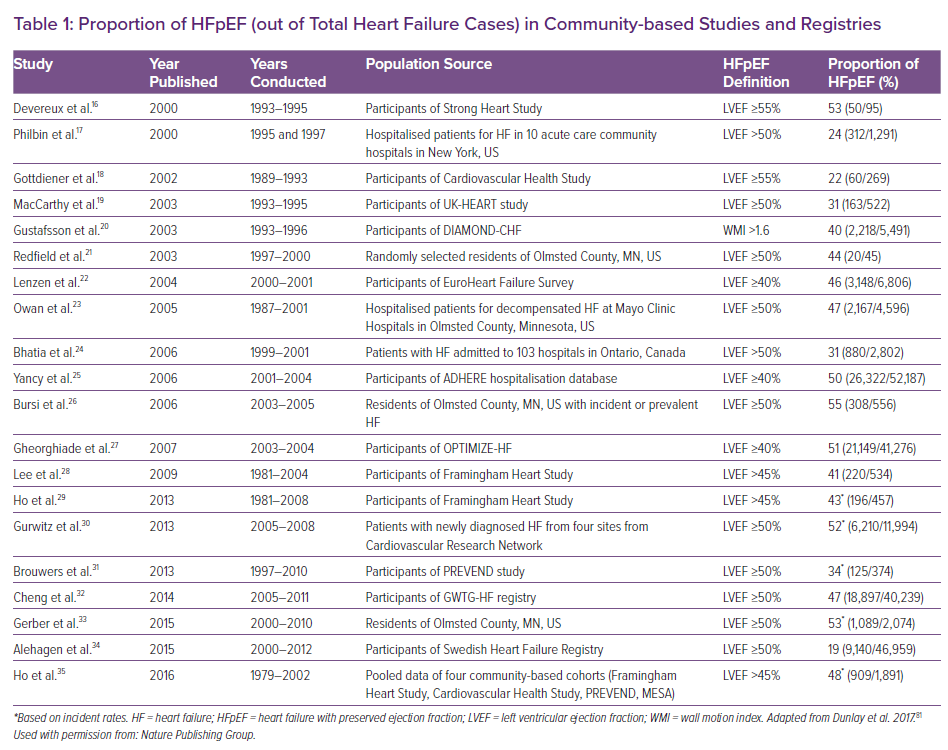 Table 1: Proportion of HFpEF (out of Total Heart Failure Cases) in Community-based Studies and Registries
Study Year Published Years Conducted Population Source HFpEF Definition Proportion of HFpEF (%)
Devereux et al.16 2000 1993–1995 Participants of Strong Heart Study LVEF ≥55% 53 (50/95)
Philbin et al.17 2000 1995 and 1997 Hospitalised patients for HF in 10 acute care community LVEF >50% 24 (312/1,291)
hospitals in New York, US
Gottdiener et al.18 2002 1989–1993 Participants of Cardiovascular Health Study LVEF ≥55% 22 (60/269)
MacCarthy et al.19 2003 1993–1995 Participants of UK-HEART study LVEF ≥50% 31 (163/522)
Gustafsson et al.20 2003 1993–1996 Participants of DIAMOND-CHF WMI >1.6 40 (2,218/5,491)
Redfield et al.21 2003 1997–2000 Randomly selected residents of Olmsted County, MN, US LVEF ≥50% 44 (20/45)
Lenzen et al.22 2004 2000–2001 Participants of EuroHeart Failure Survey LVEF ≥40% 46 (3,148/6,806)
Owan et al.23 2005 1987–2001 Hospitalised patients for decompensated HF at Mayo Clinic LVEF ≥50% 47 (2,167/4,596)
Hospitals in Olmsted County, Minnesota, US
Bhatia et al.24 2006 1999–2001 Patients with HF admitted to 103 hospitals in Ontario, Canada LVEF >50% 31 (880/2,802)
Yancy et al.25 2006 2001–2004 Participants of ADHERE hospitalisation database LVEF ≥40% 50 (26,322/52,187)
Bursi et al.26 2006 2003–2005 Residents of Olmsted County, MN, US with incident or prevalent LVEF ≥50% 55 (308/556)
HF
Gheorghiade et al.27 2007 2003–2004 Participants of OPTIMIZE-HF LVEF ≥40% 51 (21,149/41,276)
Lee et al.28 2009 1981–2004 Participants of Framingham Heart Study LVEF >45% 41 (220/534)
Ho et al.29 2013 1981–2008 Participants of Framingham Heart Study LVEF >45% 43* (196/457)
Gurwitz et al.30 2013 2005–2008 Patients with newly diagnosed HF from four sites from LVEF ≥50% 52* (6,210/11,994)
Cardiovascular Research Network
Brouwers et al.31 2013 1997–2010 Participants of PREVEND study LVEF ≥50% 34* (125/374)
Cheng et al.32 2014 2005–2011 Participants of GWTG-HF registry LVEF ≥50% 47 (18,897/40,239)
Gerber et al.33 2015 2000–2010 Residents of Olmsted County, MN, US LVEF ≥50% 53* (1,089/2,074)
Alehagen et al.34 2015 2000–2012 Participants of Swedish Heart Failure Registry LVEF ≥50% 19 (9,140/46,959)
Ho et al.35 2016 1979–2002 Pooled data of four community-based cohorts (Framingham LVEF >45% 48* (909/1,891)
Heart Study, Cardiovascular Health Study, PREVEND, MESA)
*Based on incident rates. HF = heart failure; HFpEF = heart failure with preserved ejection fraction; LVEF = left ventricular ejection fraction; WMI = wall motion index. Adapted from Dunlay et al. 2017.81
Used with permission from: Nature Publishing Group.